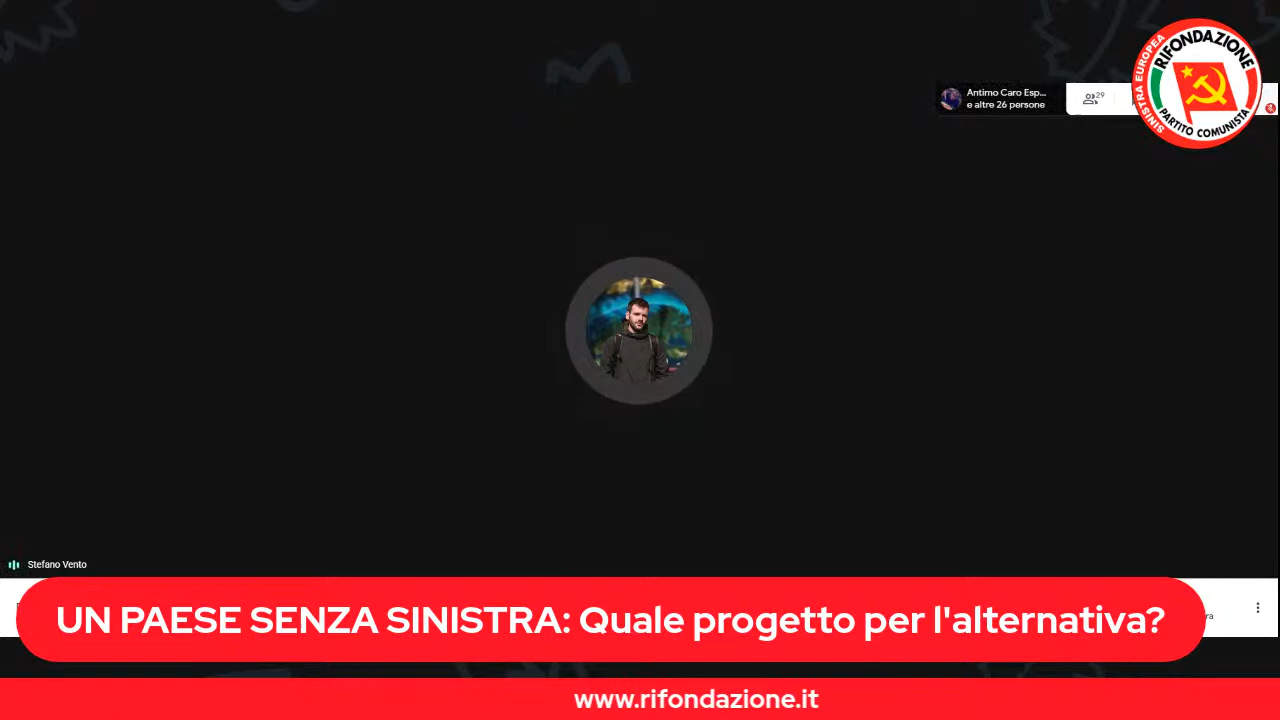 Antimo Caro Esp...
e altre 26 persone
29
SINISTRA EUROPEA
RIFONDAZIONE
PARTITO COMUNISTA
Stefano Vento
UN PAESE SENZA SINISTRA: Quale progetto per l'alternativa?
www.rifondazione.it